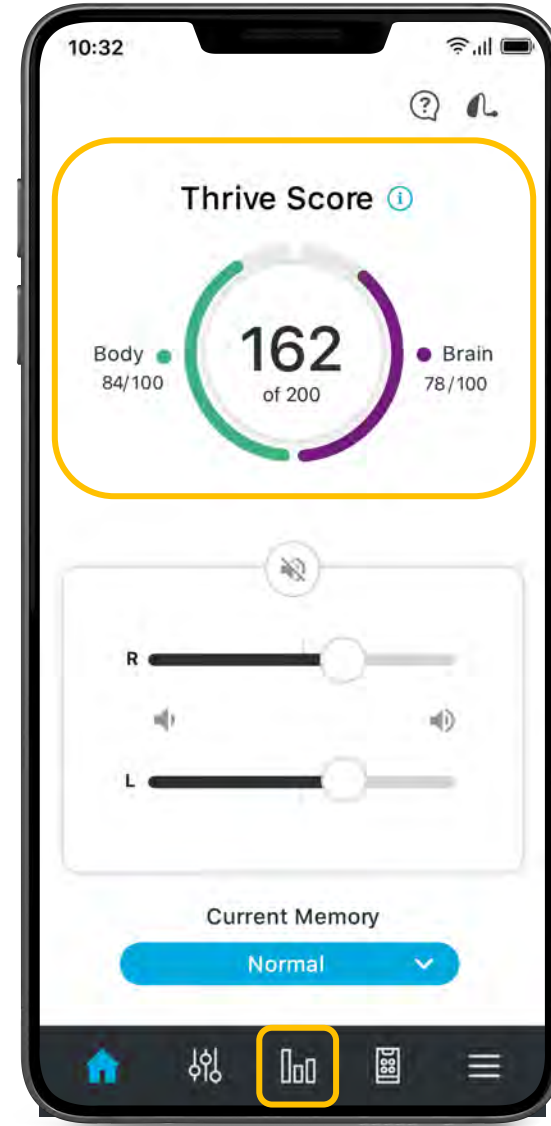 10:32
Thrive Score
162
of 200
Body
84/100
Brain
78/100
R
L
Current Memory
Normal